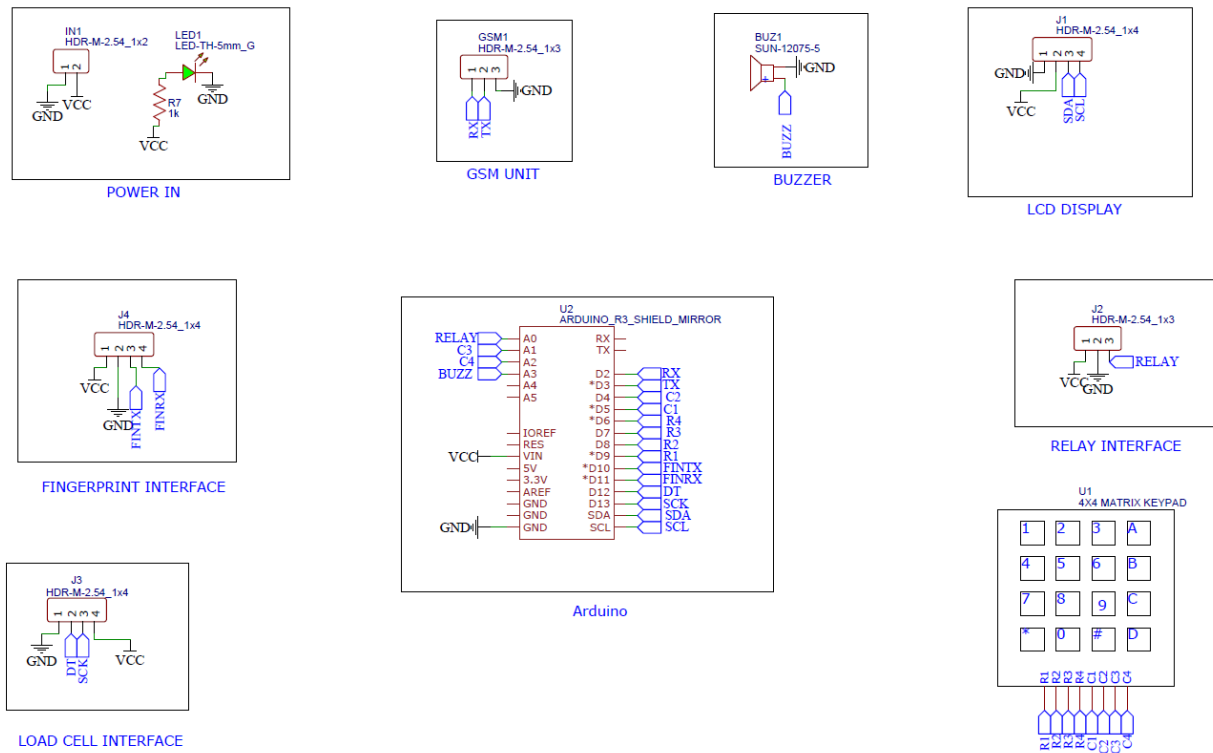 IN1
HDR-M-2.54_1x2
1 2
GND
VCC
LED1
LED-TH-5mm_G
R7
1k
GND
VCC
POWER IN
GSM1
HDR-M-2.54_1x3
1 2 3
GND
RX
TX
GSM UNIT
BUZ1
SUN-12075-5
+
GND
BUZZ
BUZZER
J1
HDR-M-2.54_1x4
1 2 3 4
GND
VCC
SDA
SCL
LCD DISPLAY
J4
HDR-M-2.54_1x4
1 2 3 4
VCC
GND
FINTX
FINRX
FINGERPRINT INTERFACE
U2
ARDUINO_R3_SHIELD_MIRROR
RELAY A0 RX
C3 A1 TX
C4 A2
BUZZ A3 D2 RX
A4 *D3 TX
A5 D4 C2
*D5 C1
*D6 R4
IOREF D7 R3
RES D8 R2
VCC VIN *D9 R1
5V *D10 FINTX
3.3V *D11 FINRX
AREF D12 DT
GND D13 SCK
GND SDA SDA
GND GND SCL SCL
Arduino
J2
HDR-M-2.54_1x3
1 2 3
RELAY
VCC
GND
RELAY INTERFACE
J3
HDR-M-2.54_1x4
1 2 3 4
GND
DT
SCK
VCC
LOAD CELL INTERFACE
U1
4X4 MATRIX KEYPAD
1 2 3 A
4 5 6 B
7 8 9 C
* 0 # D
R1 R2 R3 R4 C1 C2 C3 C4
R1 R2 R3 R4 C1 C2 C3 C4